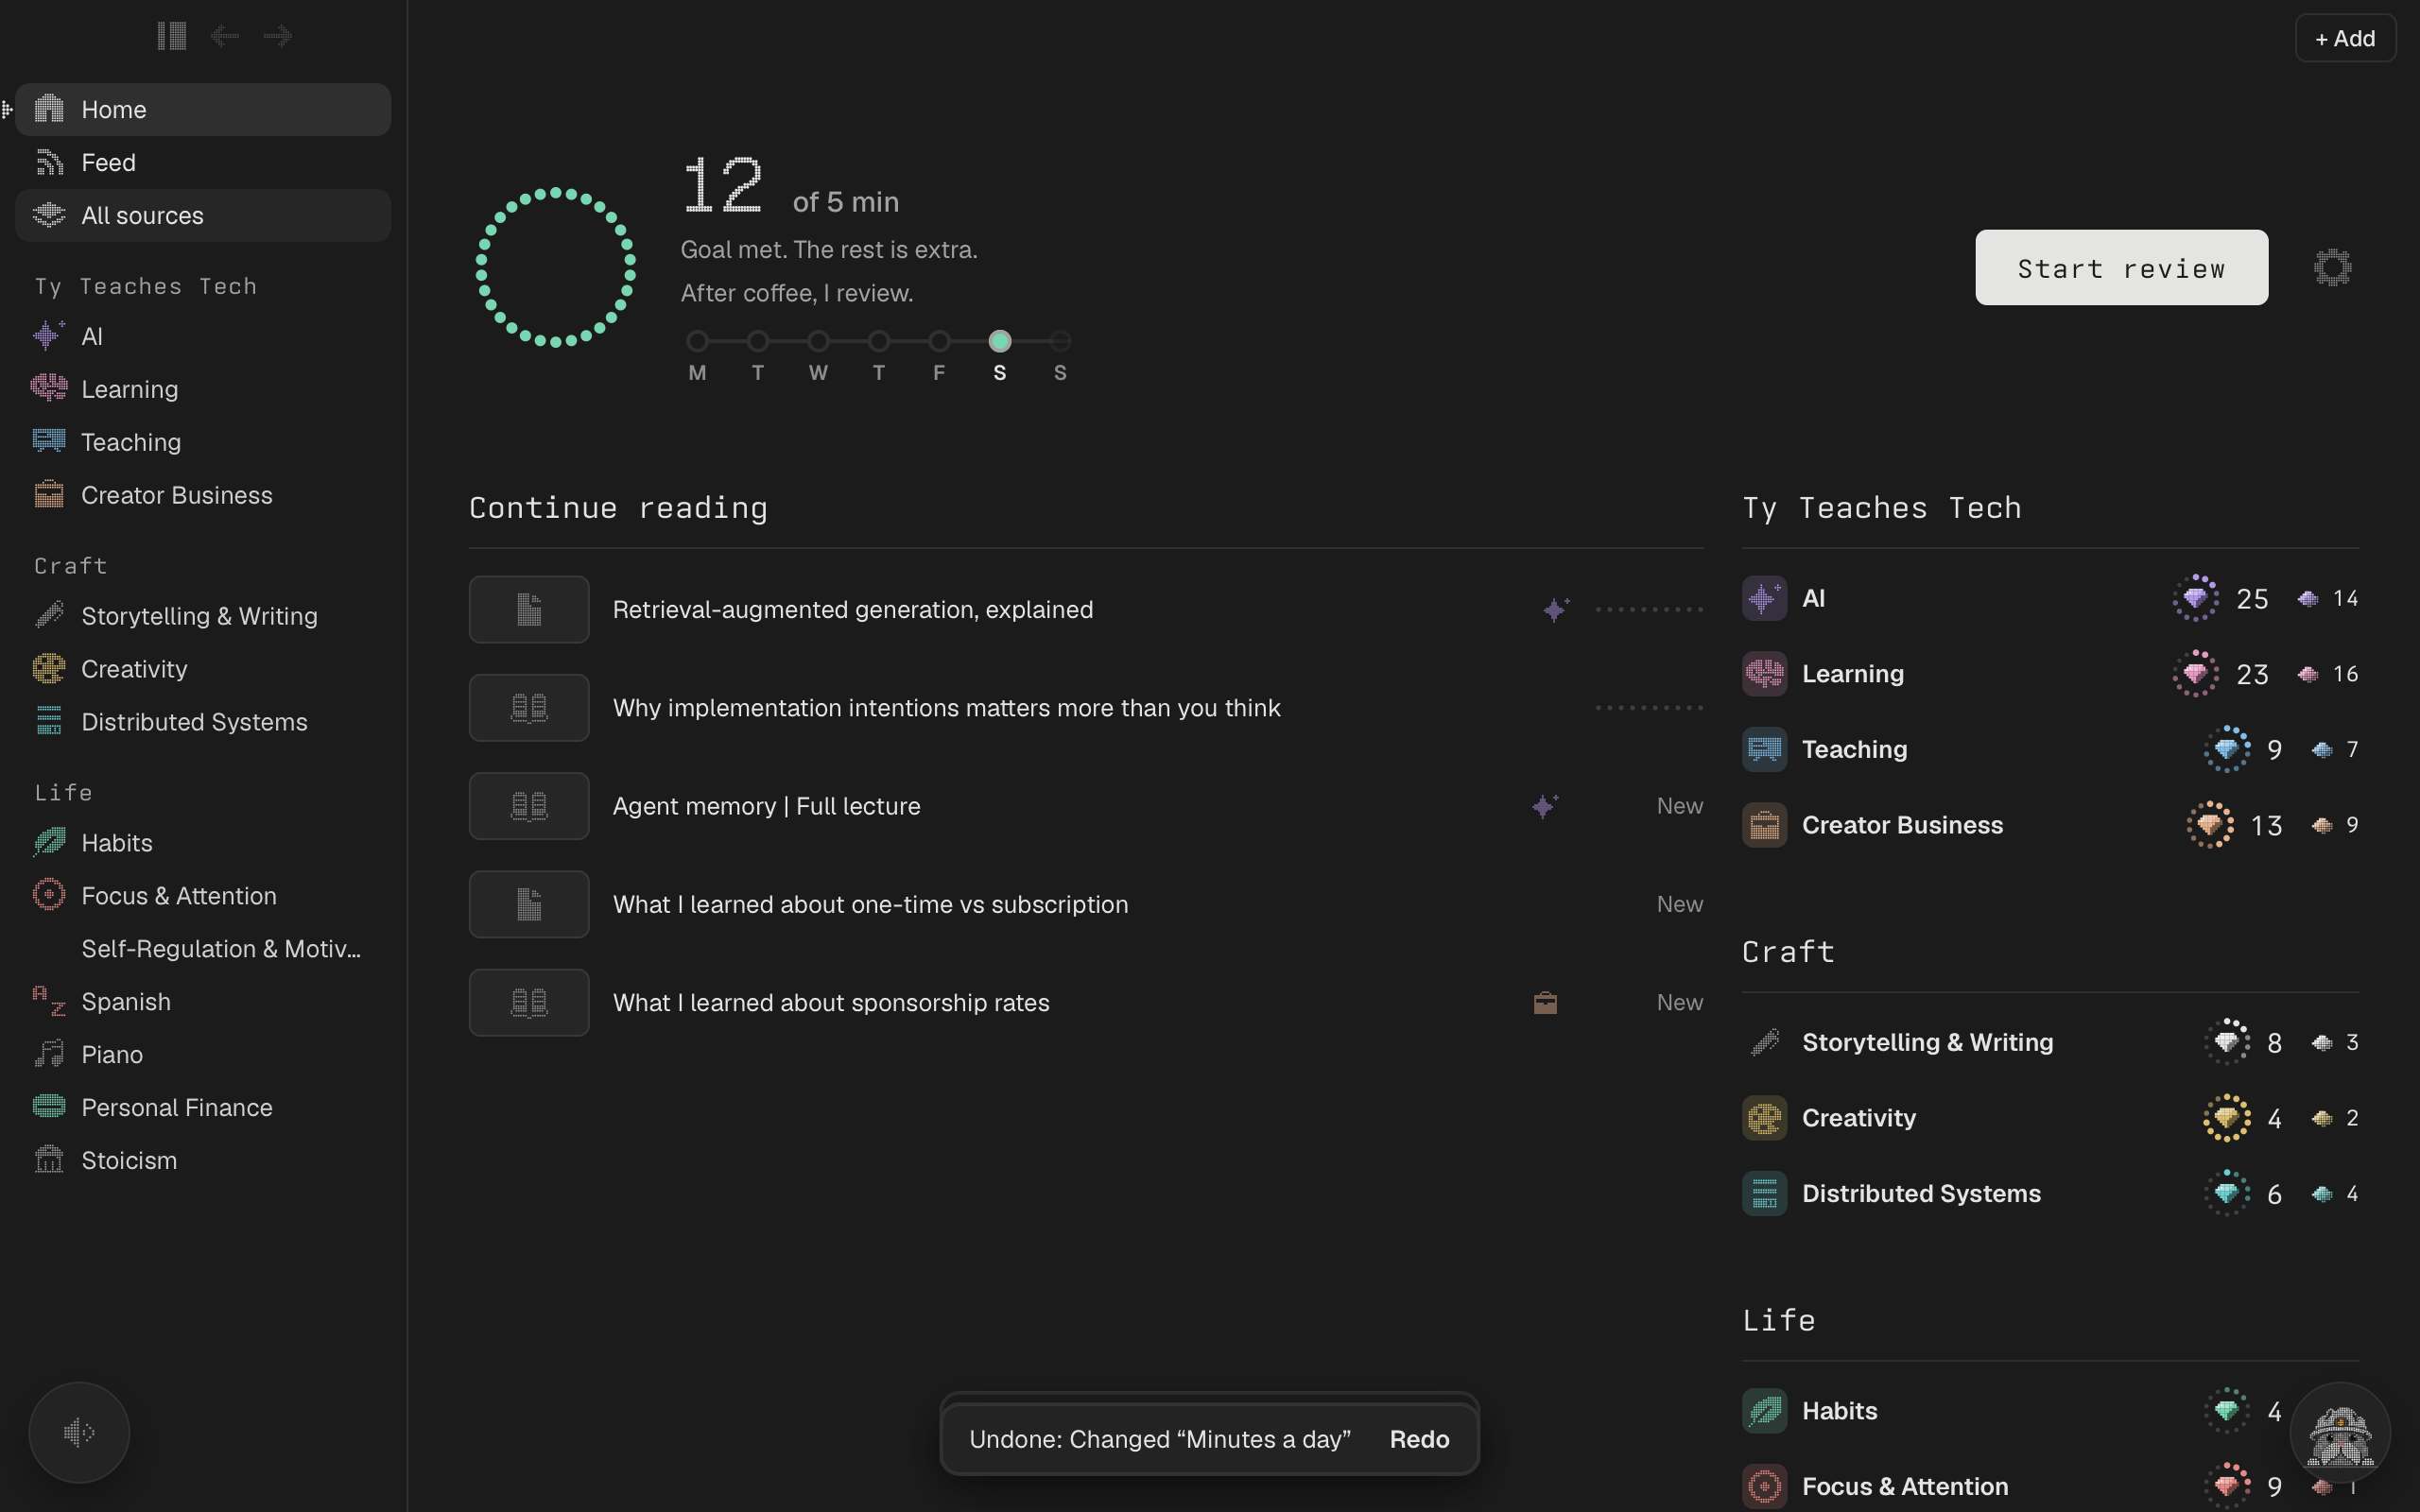 + Add
Home
Feed
All sources
Ty Teaches Tech
AI
Learning
Teaching
Creator Business
Craft
Storytelling & Writing
Creativity
Distributed Systems
Life
Habits
Focus & Attention
Self-Regulation & Motiv…
Spanish
Piano
Personal Finance
Stoicism
12 of 5 min
Goal met. The rest is extra.
After coffee, I review.
M T W T F S S
Start review
Continue reading
Retrieval-augmented generation, explained
Why implementation intentions matters more than you think
Agent memory | Full lecture New
What I learned about one-time vs subscription New
What I learned about sponsorship rates New
Ty Teaches Tech
AI 25 14
Learning 23 16
Teaching 9 7
Creator Business 13 9
Craft
Storytelling & Writing 8 3
Creativity 4 2
Distributed Systems 6 4
Life
Habits 4
Focus & Attention 9
Undone: Changed “Minutes a day” Redo